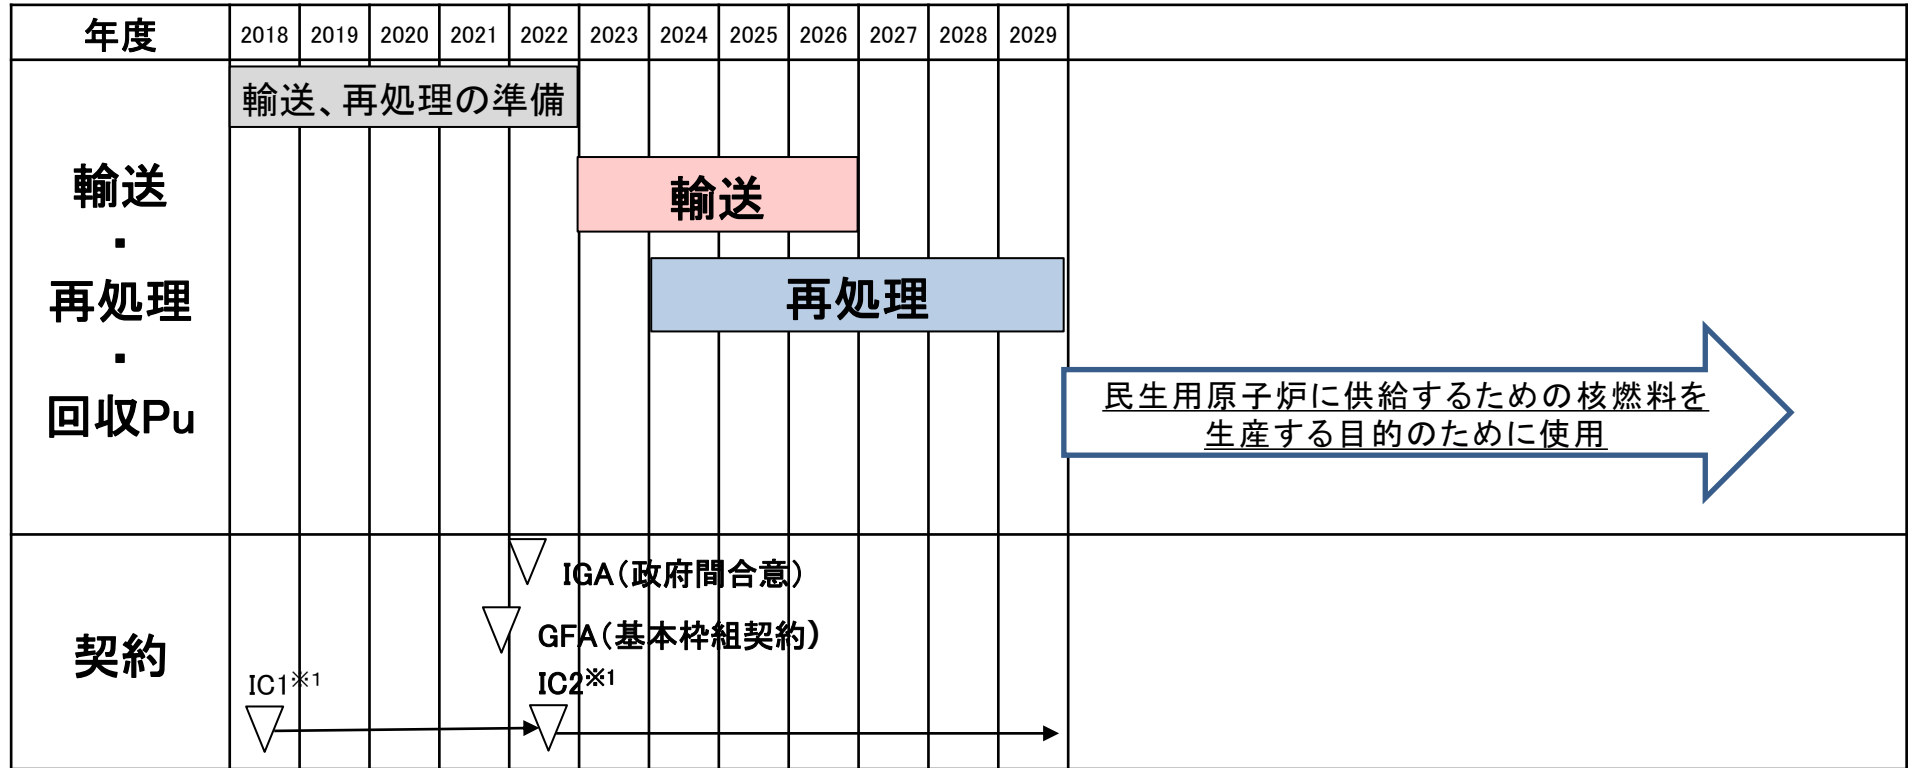 年度 2018 2019 2020 2021 2022 2023 2024 2025 2026 2027 2028 2029
輸送
・
再処理
・
回収Pu
輸送、再処理の準備
輸送
再処理
民生用原子炉に供給するための核燃料を
生産する目的のために使用
契約
IGA（政府間合意）
GFA（基本枠組契約）
IC1※1
IC2※1